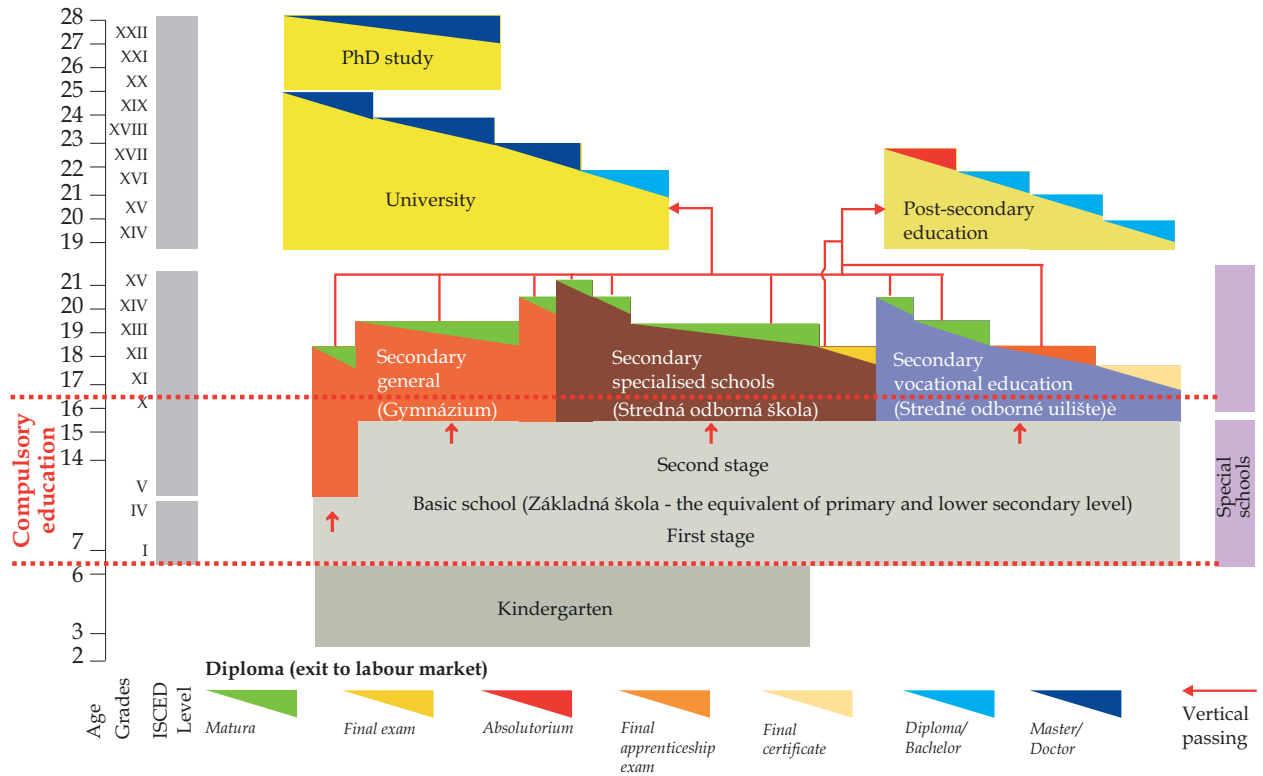 28
27
26
25
24
23
22
21
20
19
21
20
19
18
17
16
15
14
7
6
3
2
XXII
XXI
XX
XIX
XVIII
XVII
XVI
XV
XIV
XV
XIV
XIII
XII
XI
X
V
IV
I
Compulsory
education
PhD study
University
Post-secondary
education
Secondary
general
(Gymnázium)
Secondary
specialised schools
(Stredná odborná škola)
Secondary
vocational education
(Stredné odborné uilište)è
Second stage
Basic school (Základná škola - the equivalent of primary and lower secondary level)
First stage
Kindergarten
Special
schools
Diploma (exit to labour market)
Age
Grades
ISCED
Level
Matura
Final exam
Absolutorium
Final
apprenticeship
exam
Final
certificate
Diploma/
Bachelor
Master/
Doctor
Vertical
passing